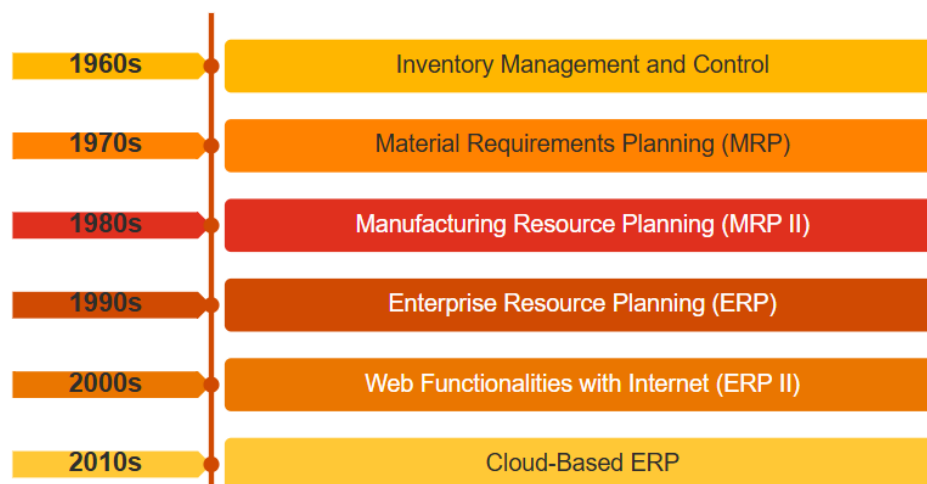 1960s
Inventory Management and Control
1970s
Material Requirements Planning (MRP)
1980s
Manufacturing Resource Planning (MRP II)
1990s
Enterprise Resource Planning (ERP)
2000s
Web Functionalities with Internet (ERP II)
2010s
Cloud-Based ERP